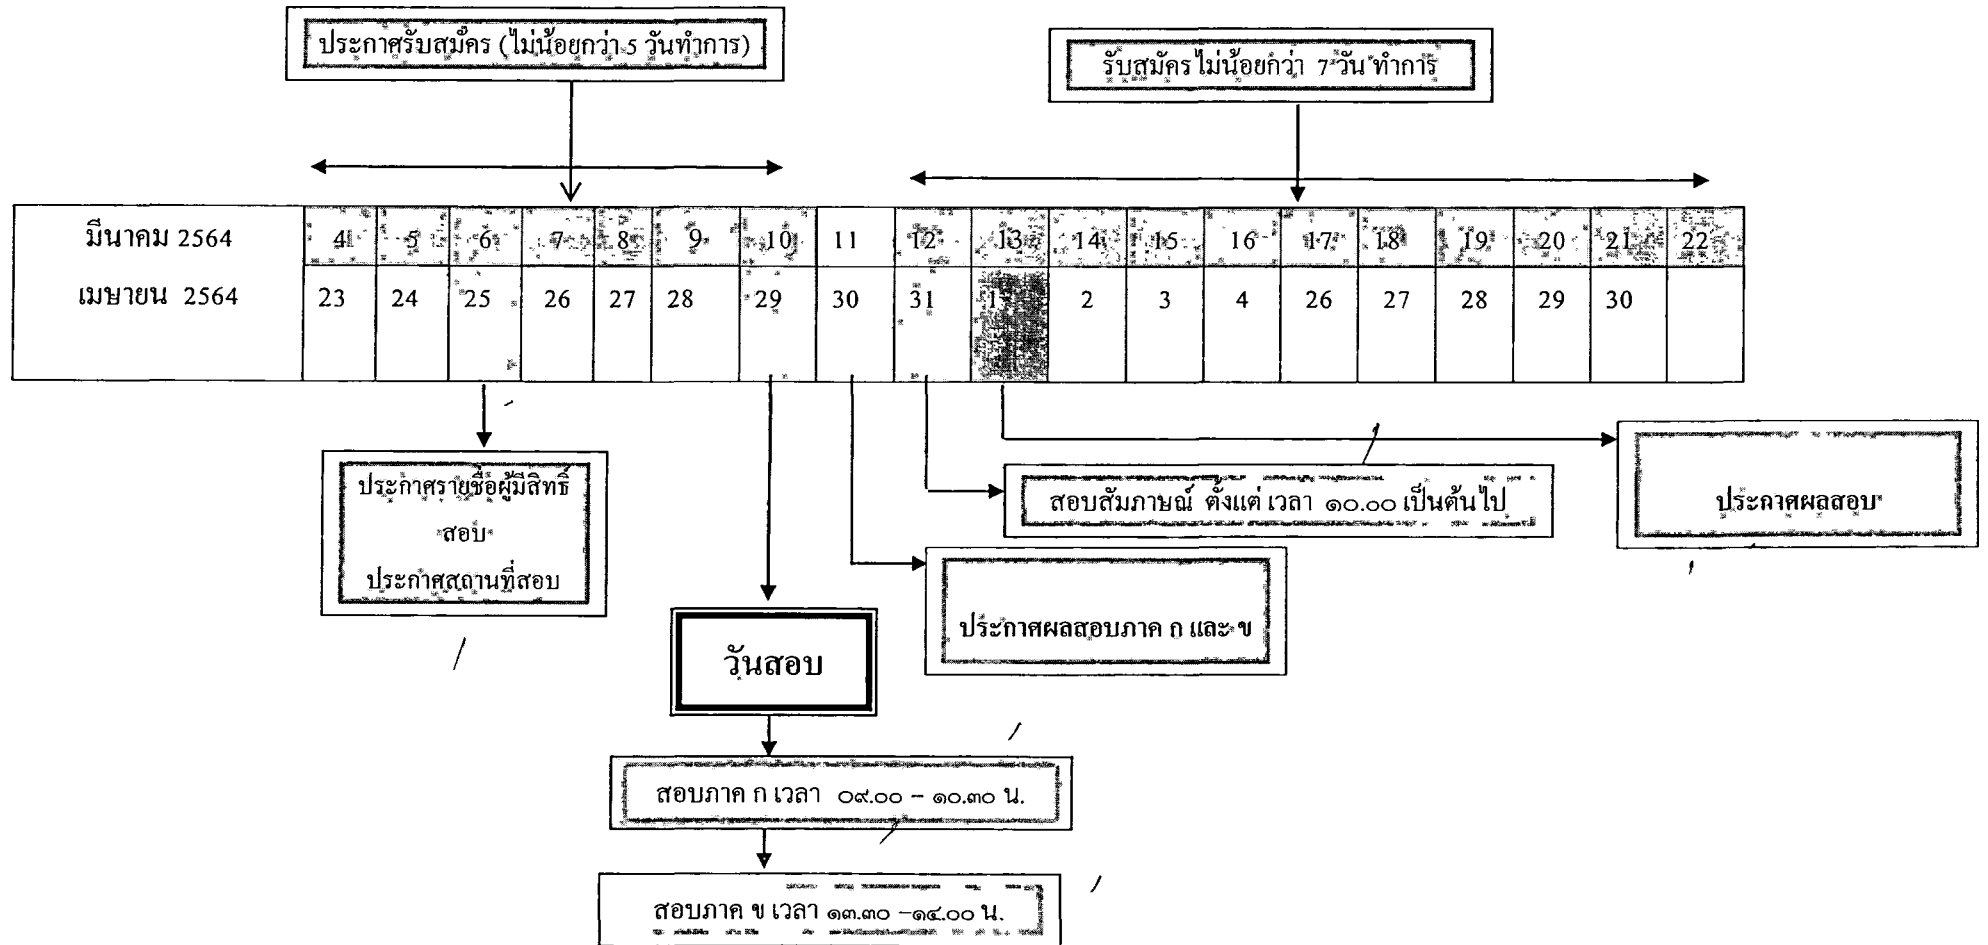 ประกาศรับสมัคร (ไม่น้อยกว่า 5 วันทำการ)
รับสมัคร ไม่น้อยกว่า 7 วัน ทำการ
มีนาคม 2564 4 5 6 7 8 9 10 11 12 13 14 15 16 17 18 19 20 21 22
เมษายน 2564 23 24 25 26 27 28 29 30 31 1 2 3 4 26 27 28 29 30
ประกาศรายชื่อผู้มีสิทธิ์
สอบ
ประกาศสถานที่สอบ
สอบสัมภาษณ์ ตั้งแต่ เวลา ๑๐.๐๐ เป็นต้นไป
ประกาศผลสอบ
ประกาศผลสอบภาค ก และ ข
วันสอบ
สอบภาค ก เวลา ๐๙.๐๐ – ๑๐.๓๐ น.
สอบภาค ข เวลา ๑๓.๓๐ –๑๔.๐๐ น.